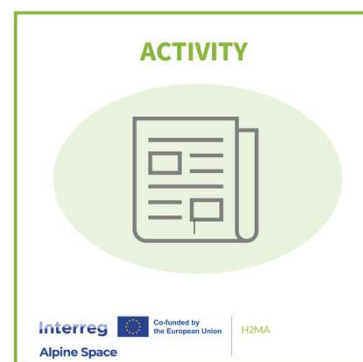 ACTIVITY
Interreg
Co-funded by
the European Union
H2MA
Alpine Space